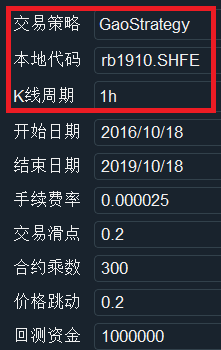 交易策略 GaoStrategy
本地代码 rb1910.SHFE
K线周期 1h
开始日期 2016/10/18
结束日期 2019/10/18
手续费率 0.000025
交易滑点 0.2
合约乘数 300
价格跳动 0.2
回测资金 1000000